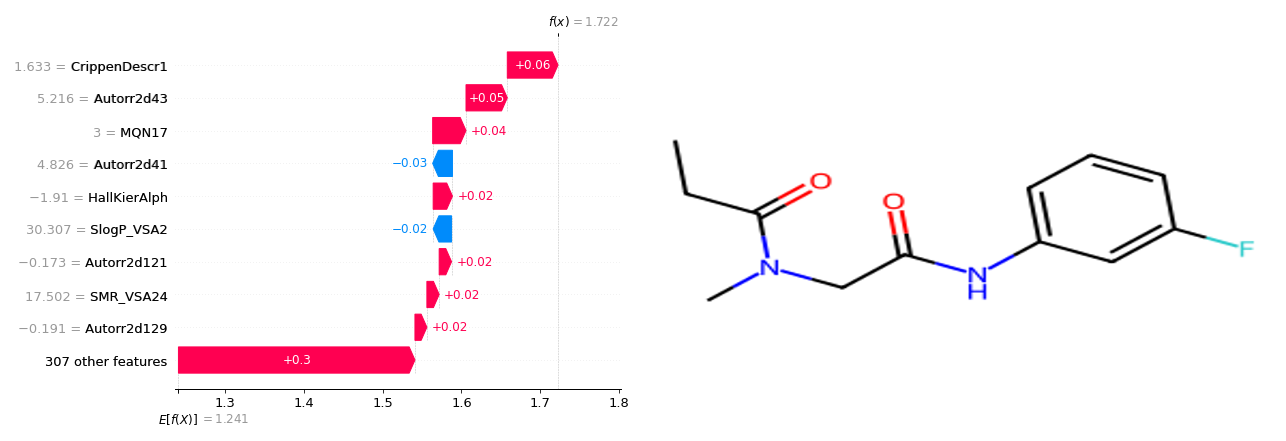 f(x) = 1.722
1.633 = CrippenDescr1
+0.06
5.216 = Autorr2d43
+0.05
3 = MQN17
+0.04
4.826 = Autorr2d41
−0.03
−1.91 = HallKierAlph
+0.02
30.307 = SlogP_VSA2
−0.02
−0.173 = Autorr2d121
+0.02
17.502 = SMR_VSA24
+0.02
−0.191 = Autorr2d129
+0.02
307 other features
+0.3
1.3 1.4 1.5 1.6 1.7 1.8
E[f(X)] = 1.241
O
O
N
N
H
F